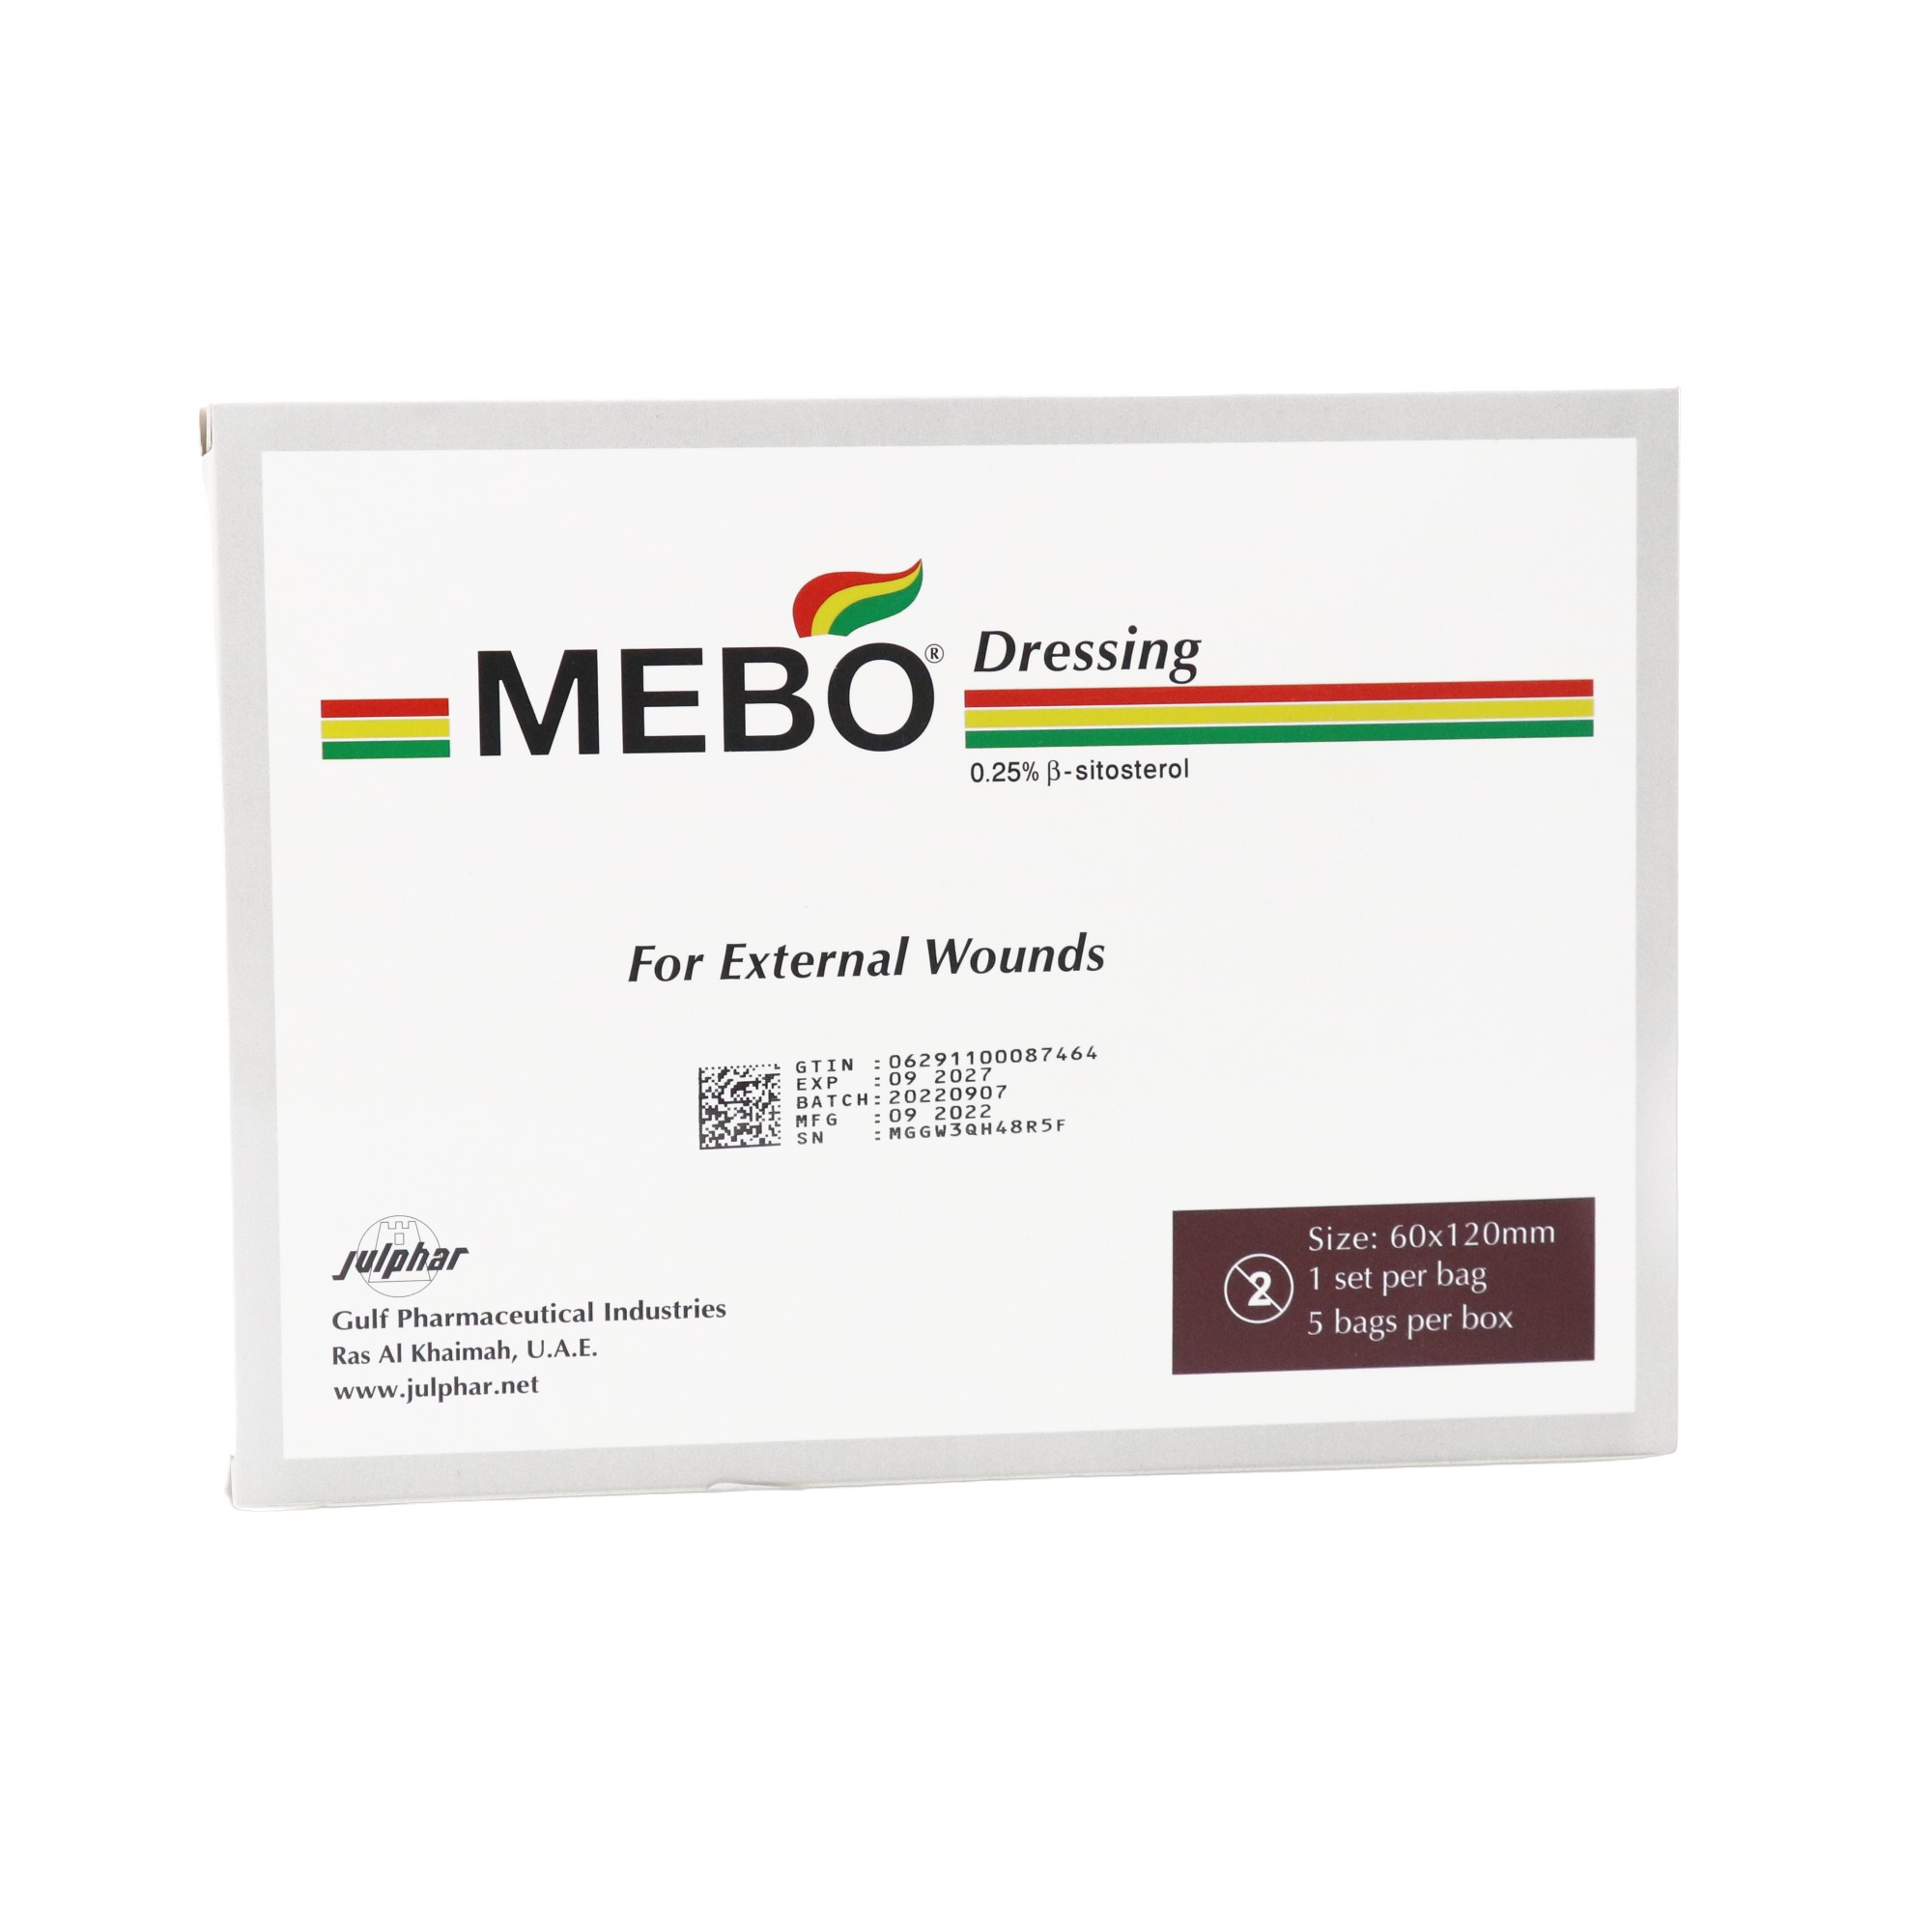 MEBO® Dressing
0.25% β-sitosterol
For External Wounds
GTIN :06291100087464
EXP :09 2027
BATCH:20220907
MFG :09 2022
SN :MGGW3QH48R5F
julphar
Gulf Pharmaceutical Industries
Ras Al Khaimah, U.A.E.
www.julphar.net
2
Size: 60x120mm
1 set per bag
5 bags per box